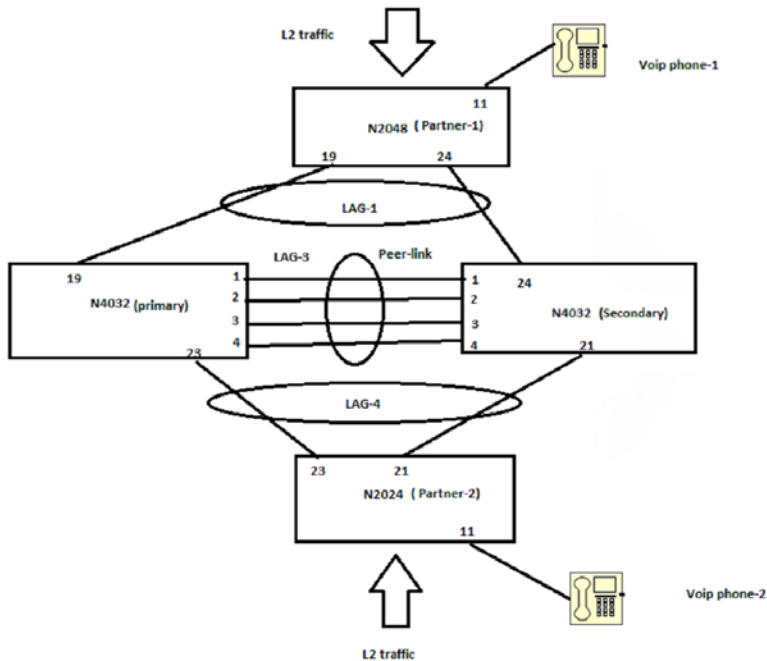 L2 traffic
Voip phone-1
11
N2048 ( Partner-1)
19
24
LAG-1
LAG-3
Peer-link
19
N4032 (primary)
1
2
3
4
23
1
2
3
4
24
N4032 (Secondary)
21
LAG-4
23
21
N2024 ( Partner-2)
11
Voip phone-2
L2 traffic